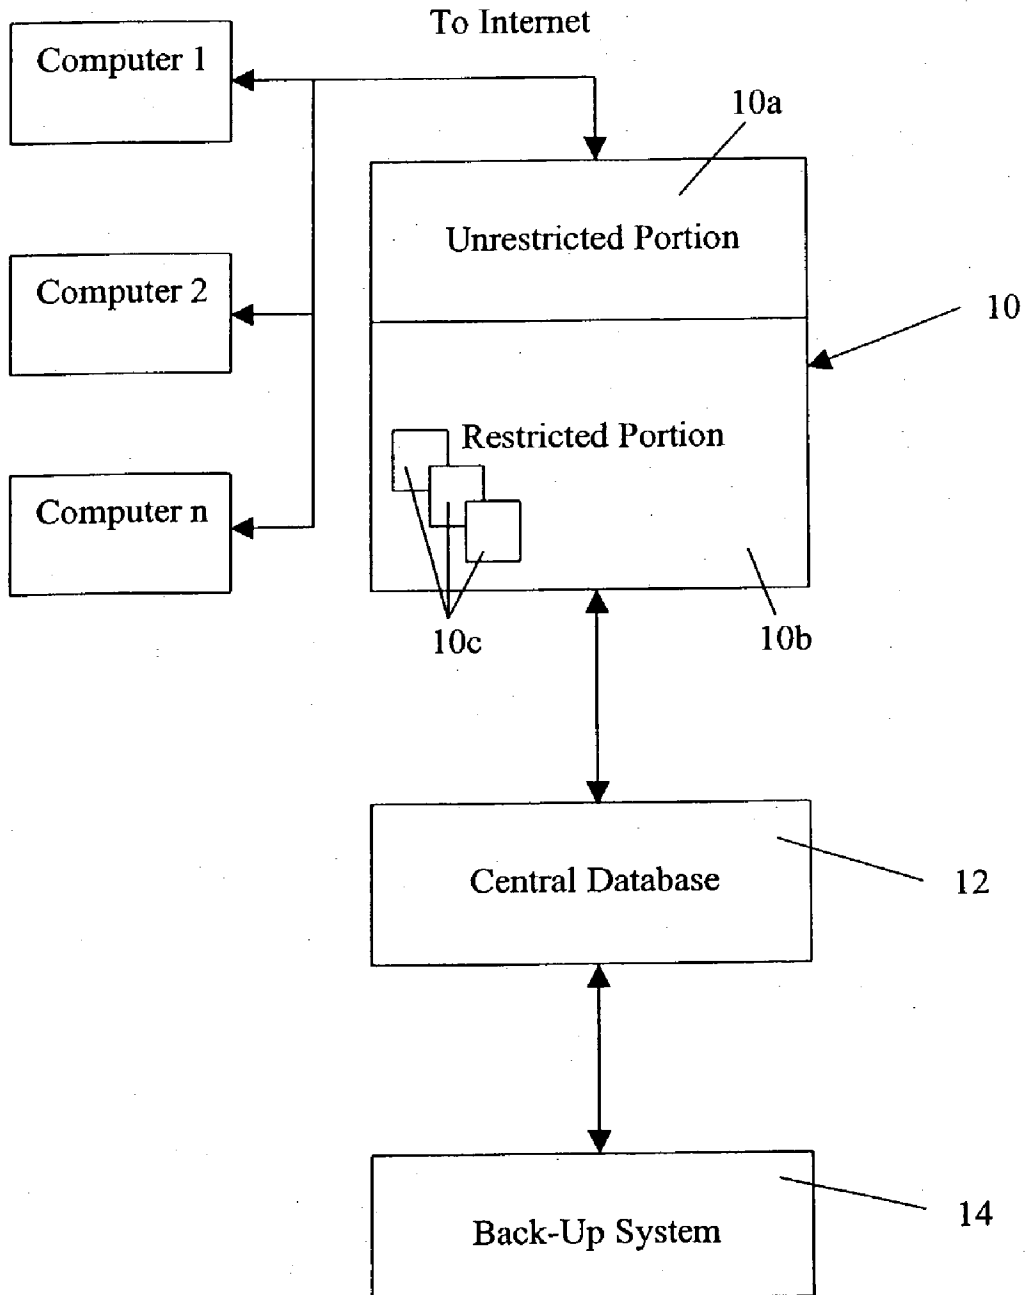 To Internet
Computer 1
10a
Unrestricted Portion
Computer 2
10
Restricted Portion
Computer n
10c
10b
Central Database
12
Back-Up System
14